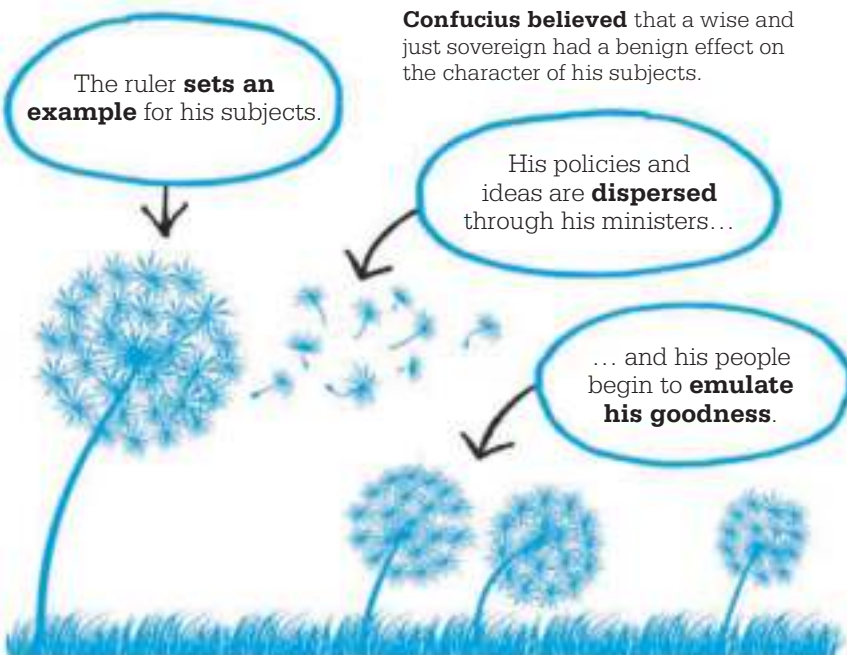 Confucius believed that a wise and
just sovereign had a benign effect on
the character of his subjects.
The ruler sets an
example for his subjects.
His policies and
ideas are dispersed
through his ministers…
… and his people
begin to emulate
his goodness.